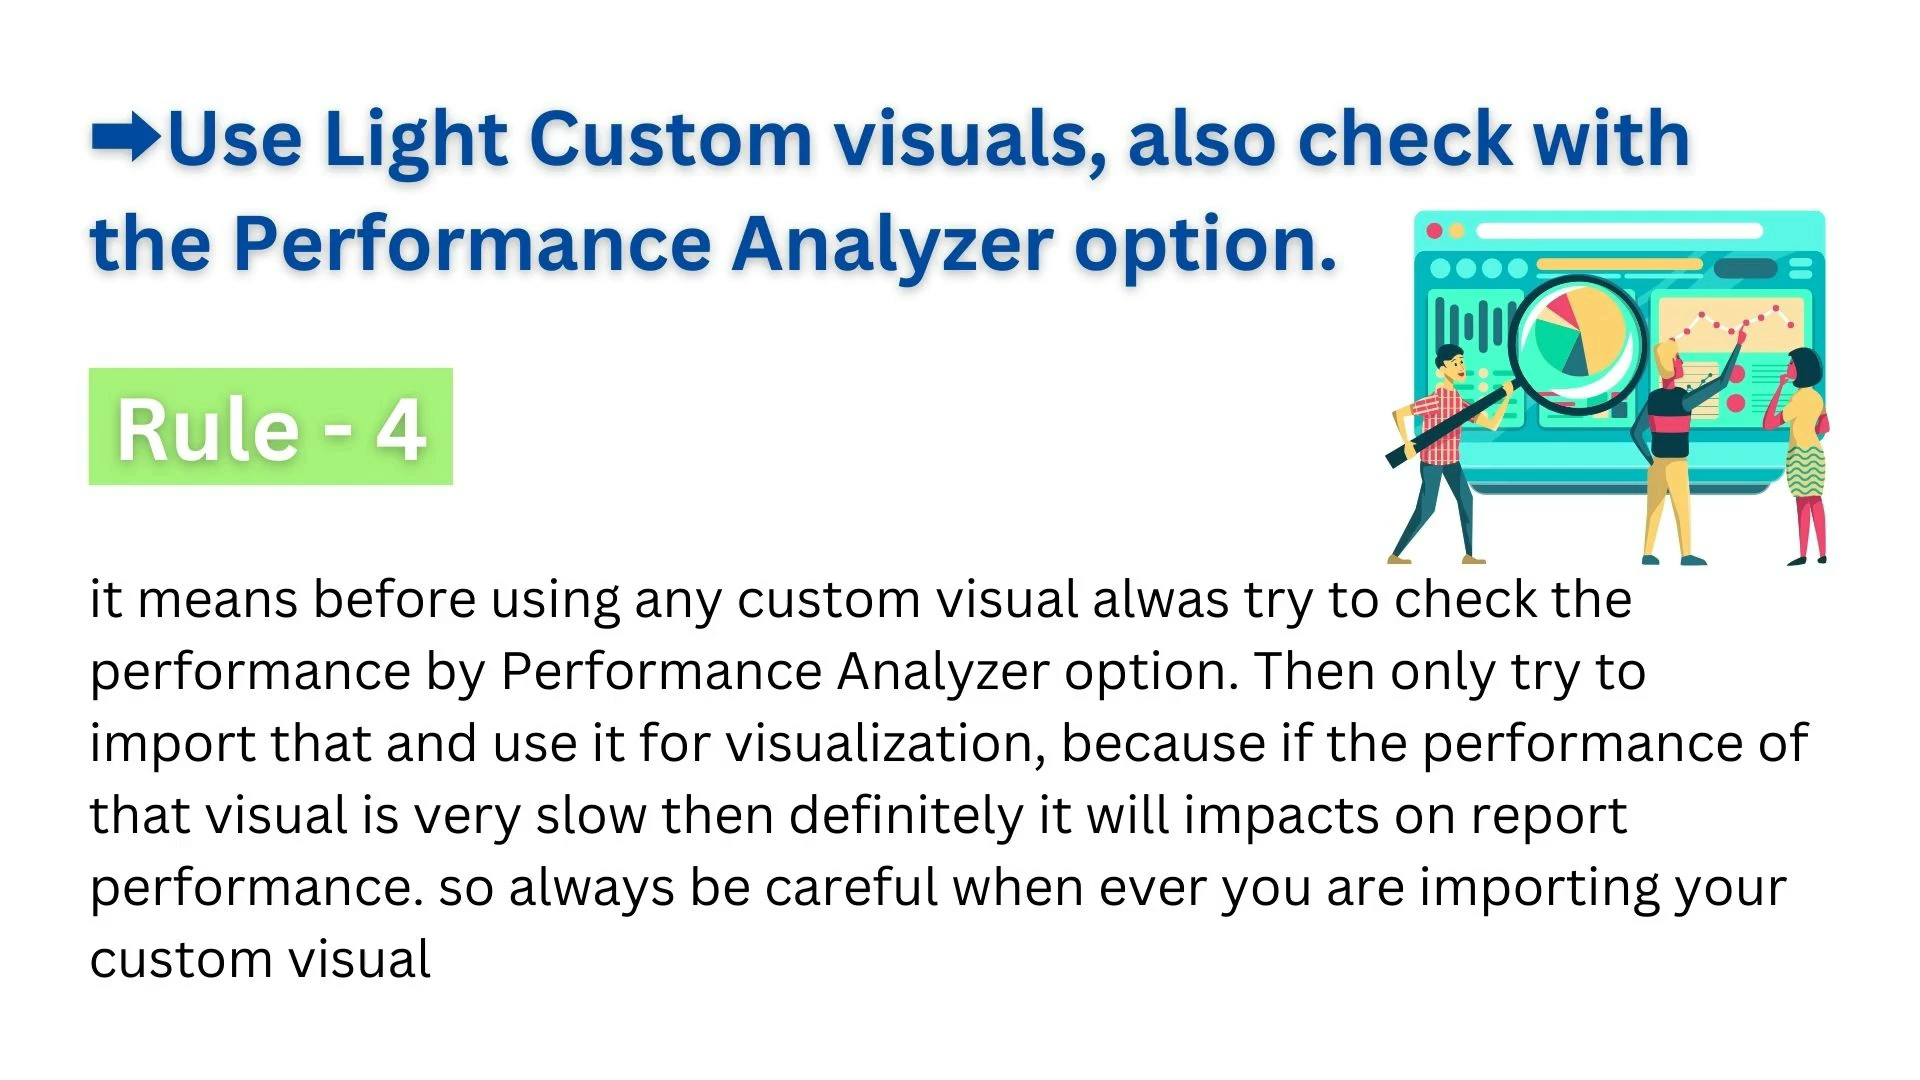 ➡Use Light Custom visuals, also check with
the Performance Analyzer option.
Rule - 4
it means before using any custom visual alwas try to check the
performance by Performance Analyzer option. Then only try to
import that and use it for visualization, because if the performance of
that visual is very slow then definitely it will impacts on report
performance. so always be careful when ever you are importing your
custom visual